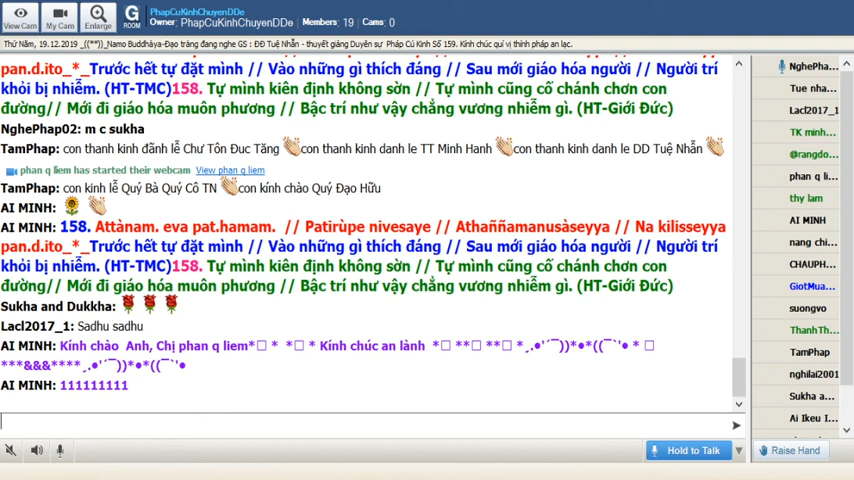 View Cam
My Cam
Enlarge
G
ROOM
PhapCuKinhChuyenDDe
Owner: PhapCuKinhChuyenDDe Members: 19 Cams: 0
Thứ Năm, 19.12.2019 _((**))_Namo Buddhàya-Đạo tràng đang nghe GS : ĐĐ Tuệ Nhẫn - thuyết giảng Duyên sự Pháp Cú Kinh Số 159. Kính chúc quí vị thính pháp an lạc.
pan.d.ito_*_Trước hết tự đặt mình // Vào những gì thích đáng // Sau mới giáo hóa người // Người trí
khỏi bị nhiễm. (HT-TMC)158. Tự mình kiên định không sờn // Tự mình cũng cố chánh chơn con
đường// Mới đi giáo hóa muôn phương // Bậc trí như vậy chẳng vương nhiễm gì. (HT-Giới Đức)
NghePhap02: m c sukha
TamPhap: con thanh kinh đãnh lễ Chư Tôn Đuc Tăng con thanh kinh danh le TT Minh Hanh con thanh kinh danh le DD Tuệ Nhẫn
phan q liem has started their webcam View phan q liem
TamPhap: con kinh lễ Quý Bà Quý Cô TN con kính chào Quý Đạo Hữu
AI MINH:
AI MINH: 158. Attànam. eva pat.hamam. // Patirùpe nivesaye // Athaññamanusàseyya // Na kilisseyya
pan.d.ito_*_Trước hết tự đặt mình // Vào những gì thích đáng // Sau mới giáo hóa người // Người trí
khỏi bị nhiễm. (HT-TMC)158. Tự mình kiên định không sờn // Tự mình cũng cố chánh chơn con
đường// Mới đi giáo hóa muôn phương // Bậc trí như vậy chẳng vương nhiễm gì. (HT-Giới Đức)
Sukha and Dukkha:
Lacl2017_1: Sadhu sadhu
AI MINH: Kính chào Anh, Chị phan q liem*□ * *□ * Kính chúc an lành *□ **□ **□ *¸.•'´¯))*•*((¯`'• * □
***&&&****¸.•'´¯))*•*((¯`'•
AI MINH: 111111111
Hold to Talk
Raise Hand
NghePha...
Tue nha...
Lacl2017_1
TK minh...
@rangdo...
phan q li...
thy lam
AI MINH
nang chi...
CHAUPH...
GiotMua...
suongvo
ThanhTh...
TamPhap
nghilai2001
Sukha a...
Ai Ikeu I...